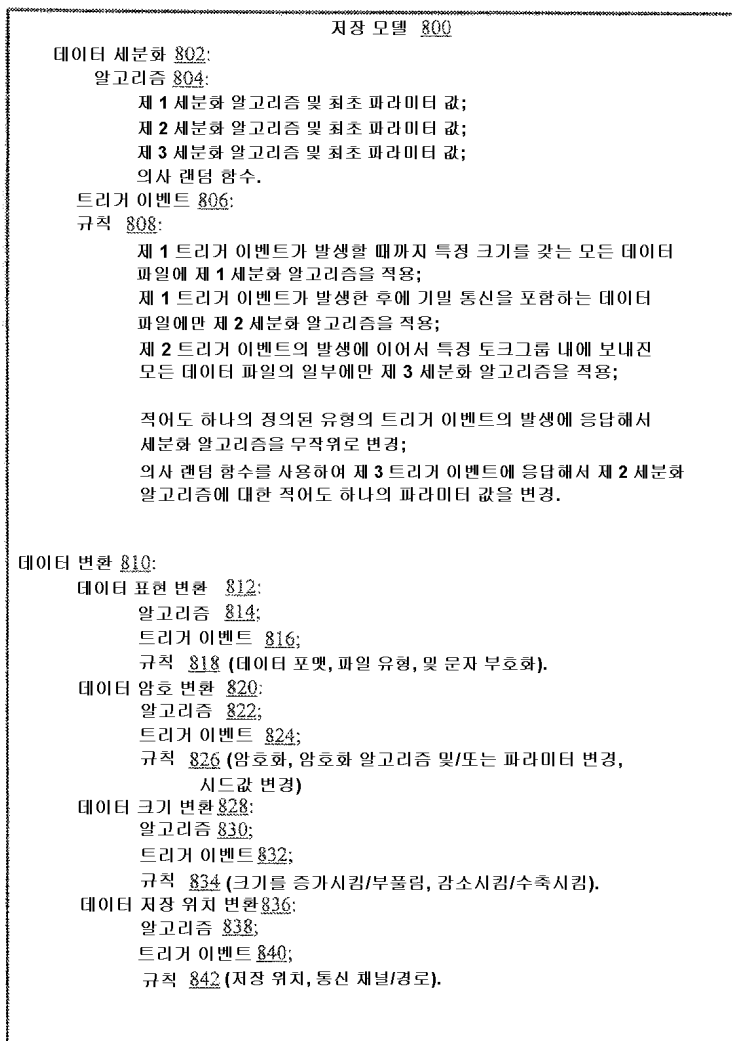 저장 모델 800
데이터 세분화 802:
알고리즘 804:
제 1 세분화 알고리즘 및 최초 파라미터 값;
제 2 세분화 알고리즘 및 최초 파라미터 값;
제 3 세분화 알고리즘 및 최초 파라미터 값;
의사 랜덤 함수.
트리거 이벤트 806:
규칙 808:
제 1 트리거 이벤트가 발생할 때까지 특정 크기를 갖는 모든 데이터
파일에 제 1 세분화 알고리즘을 적용;
제 1 트리거 이벤트가 발생한 후에 기밀 통신을 포함하는 데이터
파일에만 제 2 세분화 알고리즘을 적용;
제 2 트리거 이벤트의 발생에 이어서 특정 토크그룹 내에 보내진
모든 데이터 파일의 일부에만 제 3 세분화 알고리즘을 적용;
적어도 하나의 정의된 유형의 트리거 이벤트의 발생에 응답해서
세분화 알고리즘을 무작위로 변경;
의사 랜덤 함수를 사용하여 제 3 트리거 이벤트에 응답해서 제 2 세분화
알고리즘에 대한 적어도 하나의 파라미터 값을 변경.
데이터 변환 810:
데이터 표현 변환 812:
알고리즘 814;
트리거 이벤트 816;
규칙 818 (데이터 포맷, 파일 유형, 및 문자 부호화).
데이터 암호 변환 820:
알고리즘 822;
트리거 이벤트 824;
규칙 826 (암호화, 암호화 알고리즘 및/또는 파라미터 변경,
시드값 변경)
데이터 크기 변환 828:
알고리즘 830;
트리거 이벤트 832;
규칙 834 (크기를 증가시킴/부풀림, 감소시킴/수축시킴).
데이터 저장 위치 변환 836:
알고리즘 838;
트리거 이벤트 840;
규칙 842 (저장 위치, 통신 채널/경로).